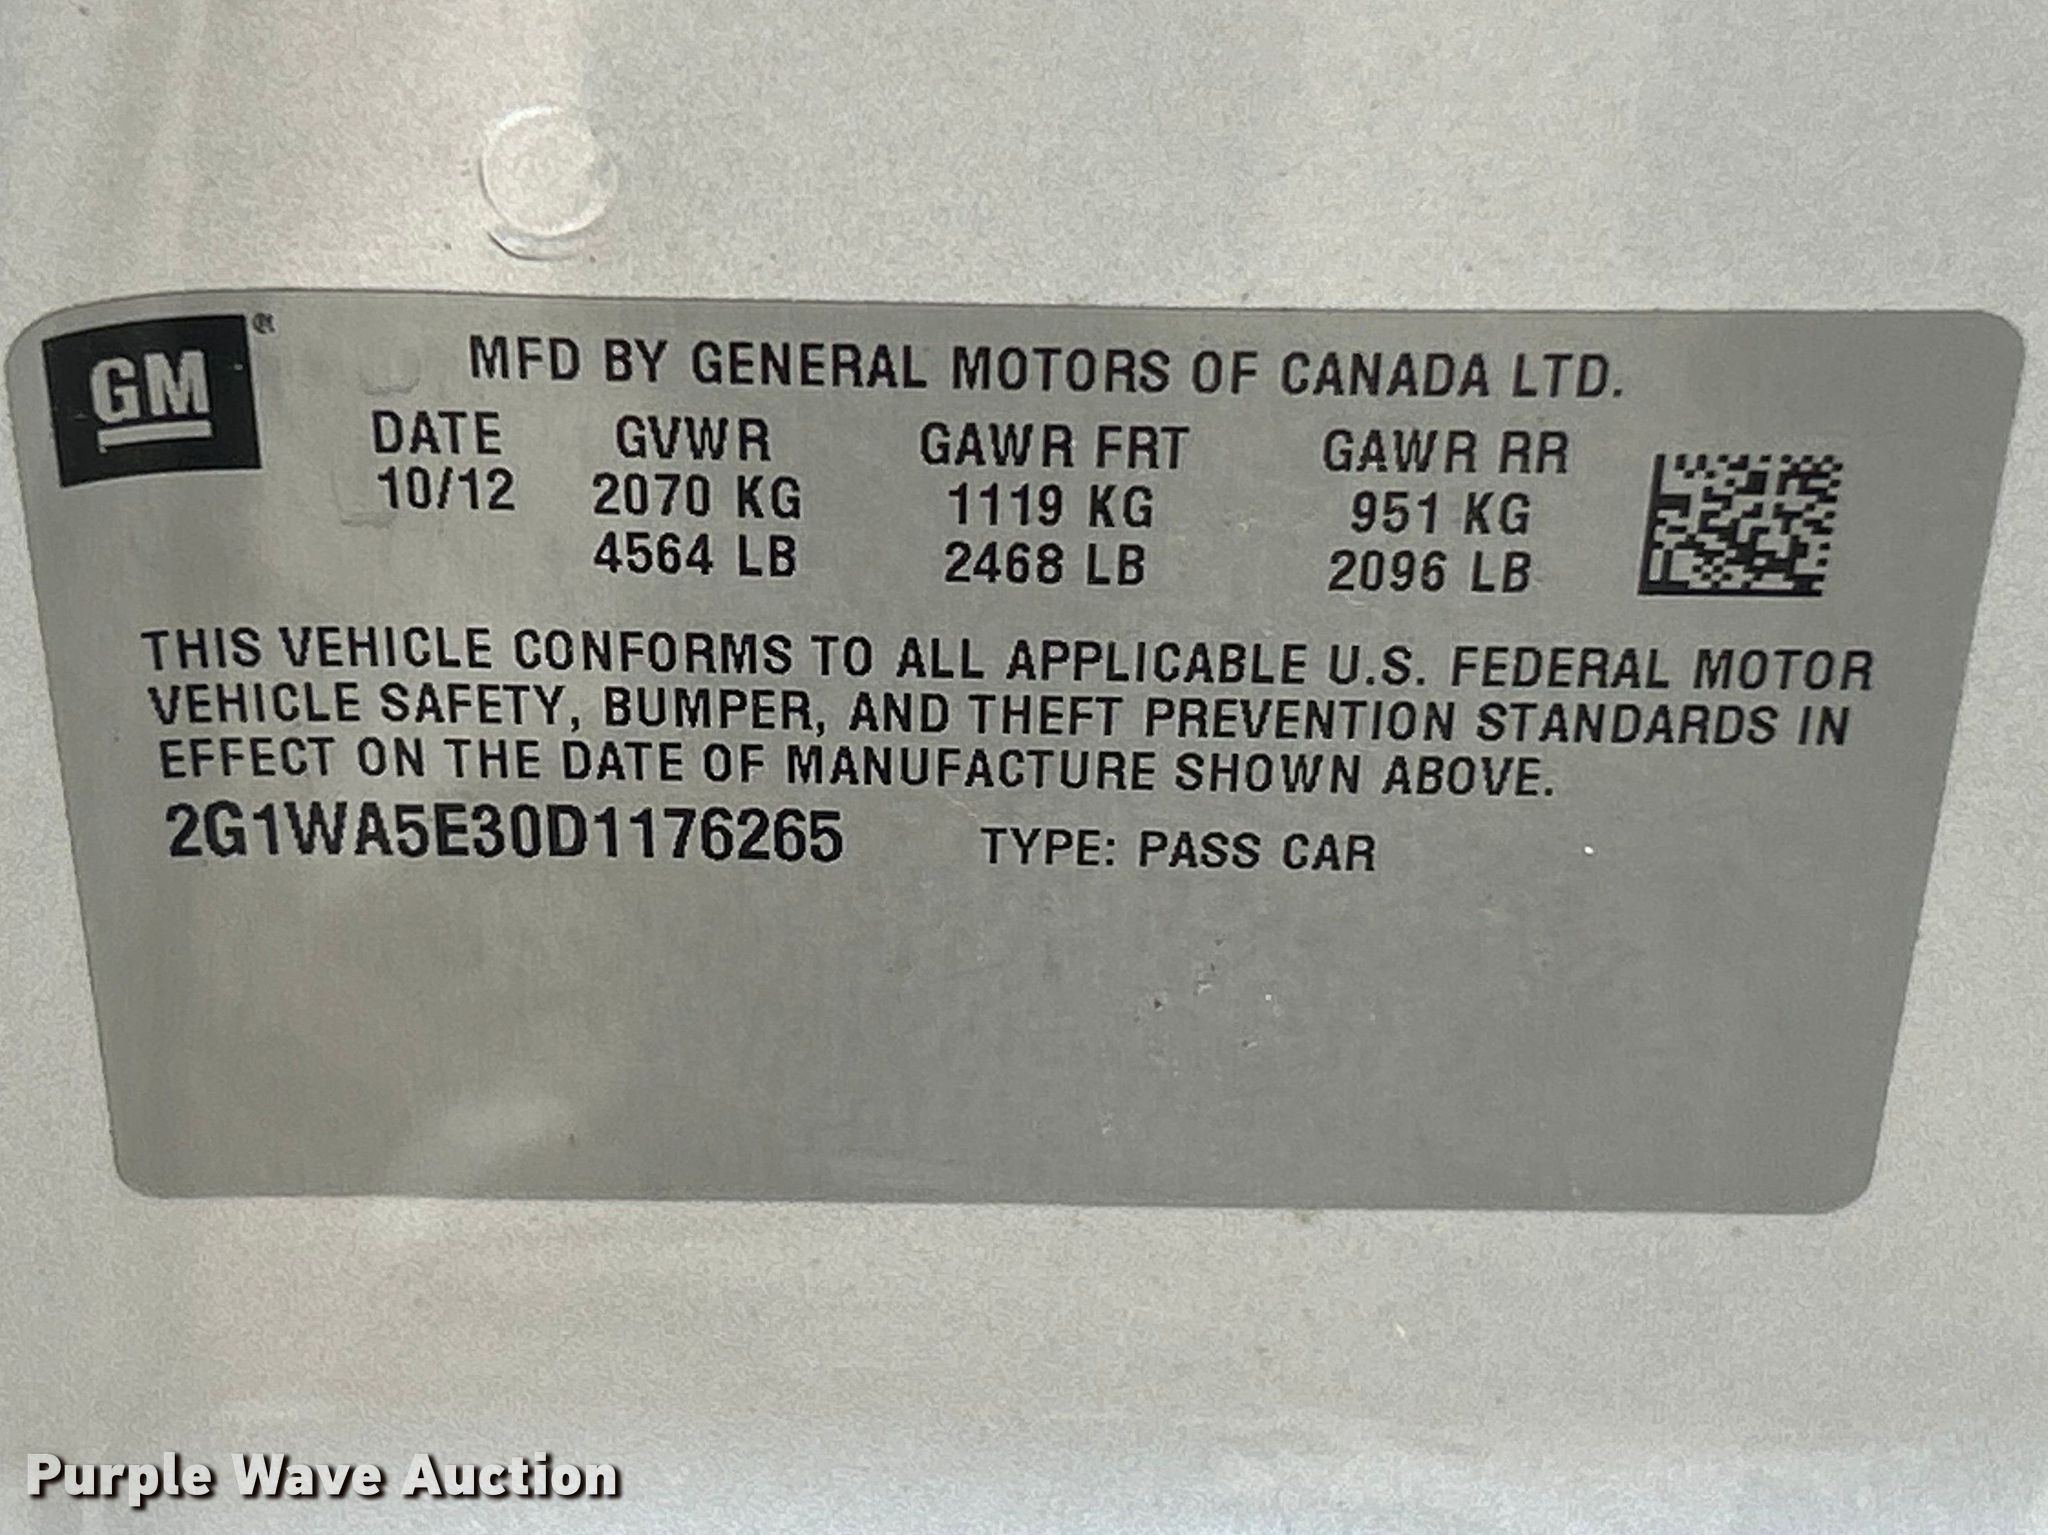 GM
MFD BY GENERAL MOTORS OF CANADA LTD.
DATE GVWR GAWR FRT GAWR RR
10/12 2070 KG 1119 KG 951 KG
4564 LB 2468 LB 2096 LB
THIS VEHICLE CONFORMS TO ALL APPLICABLE U.S. FEDERAL MOTOR
VEHICLE SAFETY, BUMPER, AND THEFT PREVENTION STANDARDS IN
EFFECT ON THE DATE OF MANUFACTURE SHOWN ABOVE.
2G1WA5E30D1176265 TYPE: PASS CAR
Purple Wave Auction